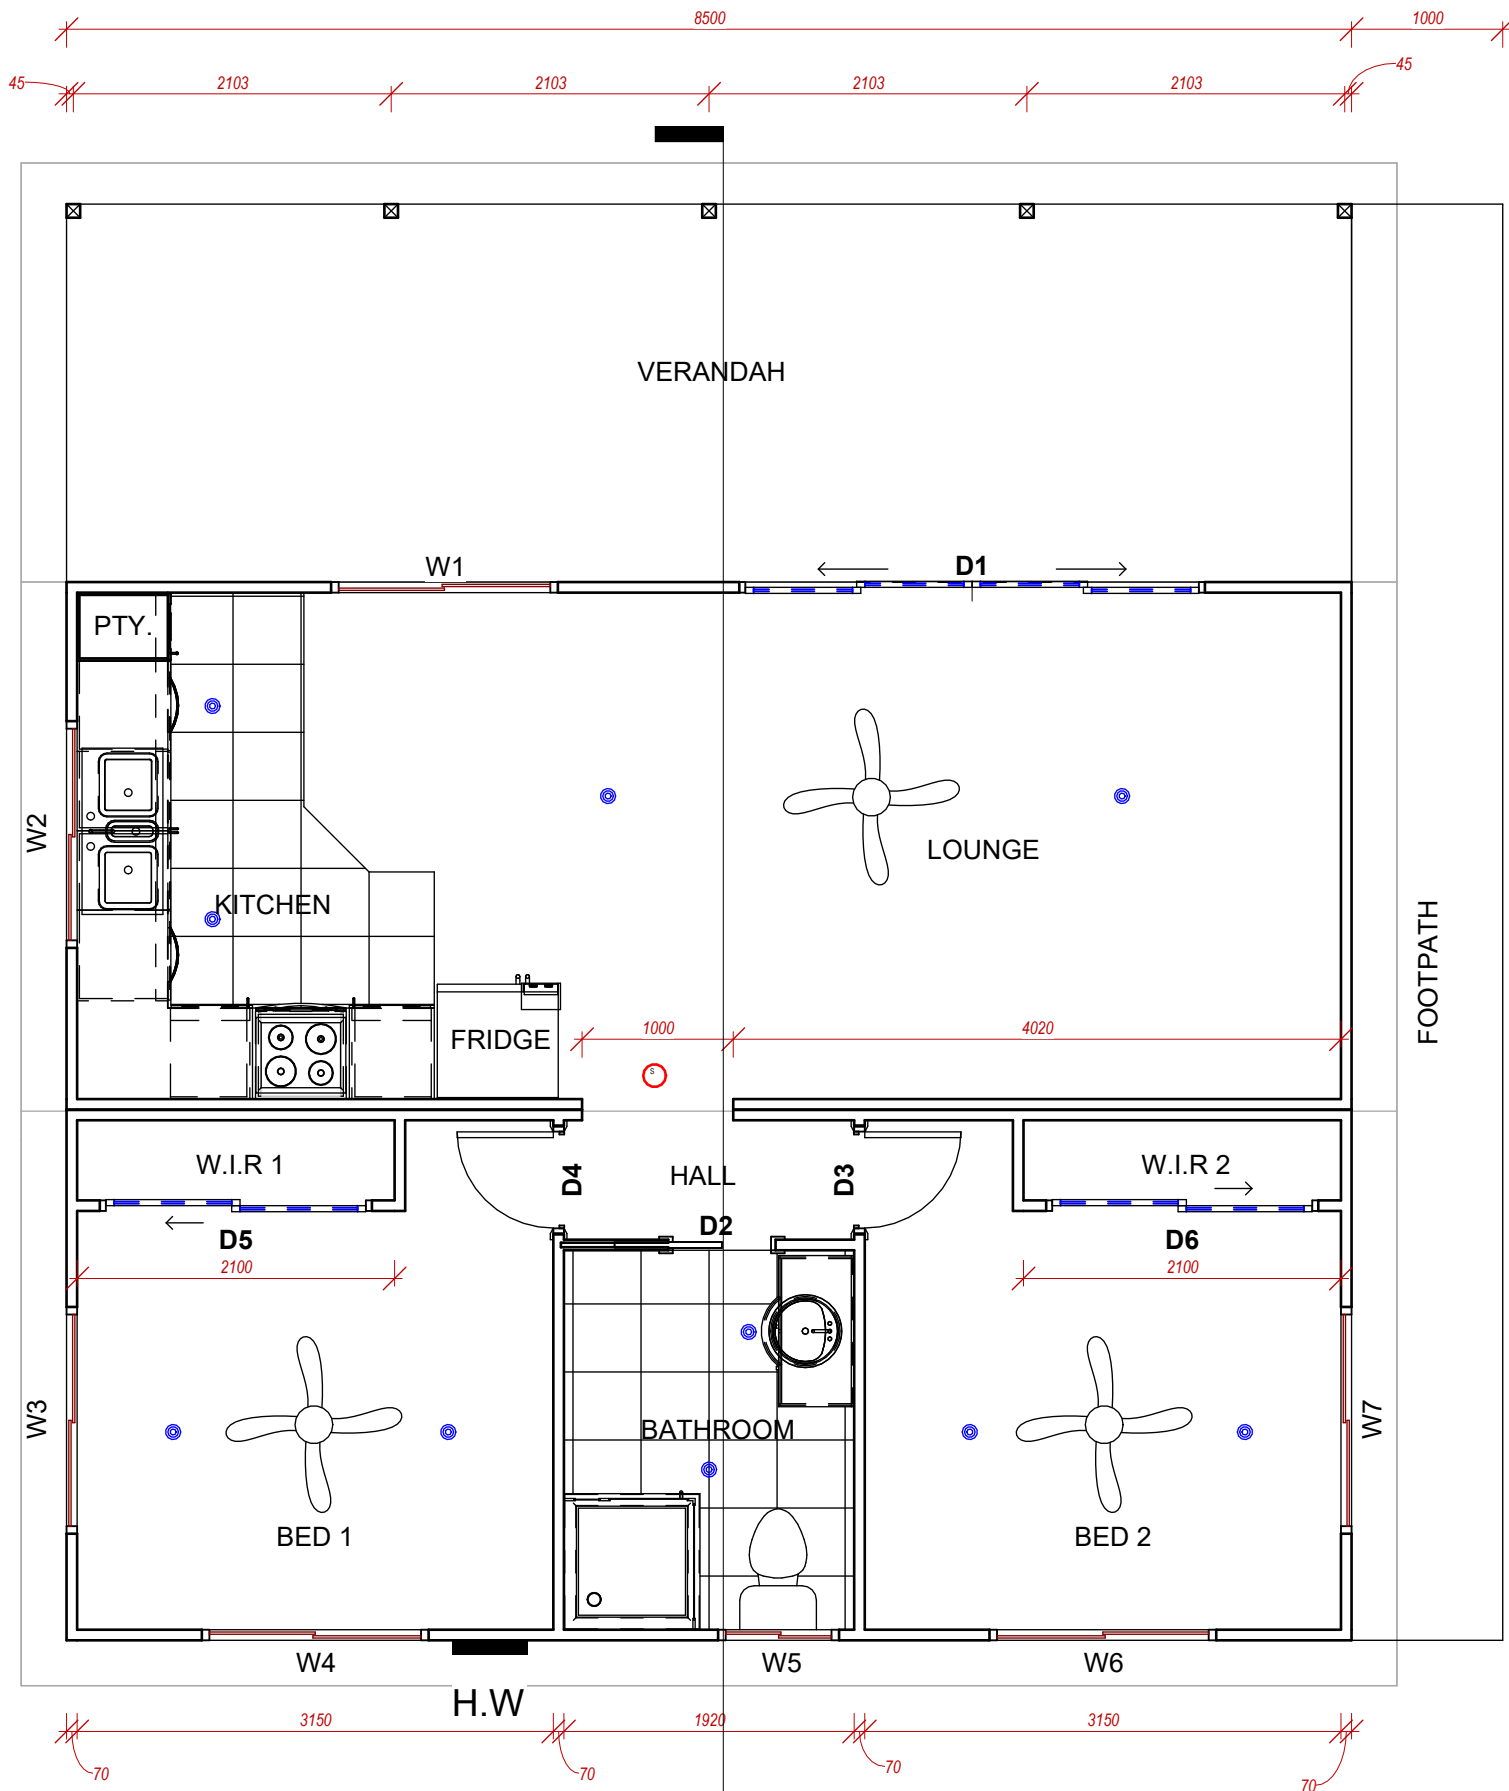 8500
1000
45
2103
2103
2103
2103
45
VERANDAH
W1
D1
PTY.
W2
LOUNGE
KITCHEN
FOOTPATH
FRIDGE
1000
4020
S
W.I.R 1
D4
HALL
D3
W.I.R 2
D2
D5
D6
2100
2100
W3
BATHROOM
W7
BED 1
BED 2
W4
W5
W6
H.W
3150
1920
3150
70
70
70
70